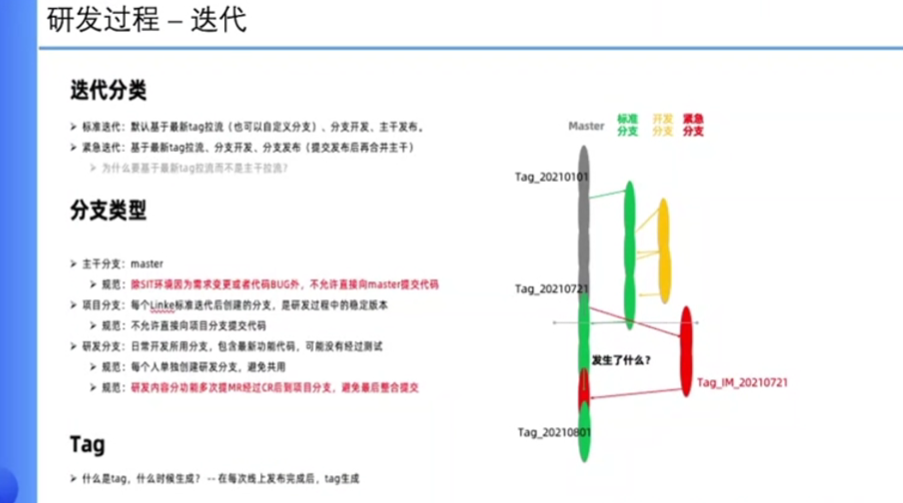 研发过程 – 迭代
迭代分类
标准迭代：默认基于最新tag拉流（也可以自定义分支）、分支开发、主干发布。
紧急迭代：基于最新tag拉流、分支开发、分支发布（提交发布后再合并主干）
为什么要基于最新tag拉流而不是主干拉流？
分支类型
主干分支：master
规范：除SIT环境因为需求变更或者代码BUG外，不允许直接向master提交代码
项目分支：每个Linke标准迭代后创建的分支，是研发过程中的稳定版本
规范：不允许直接向项目分支提交代码
研发分支：日常开发所用分支，包含最新功能代码，可能没有经过测试
规范：每个人单独创建研发分支，避免共用
规范：研发内容分功能多次提MR经过CR后到项目分支，避免最后整合提交
Tag
什么是tag，什么时候生成？ -- 在每次线上发布完成后，tag生成
Master
标准
分支
开发
分支
紧急
分支
Tag_20210101
Tag_20210721
发生了什么？
Tag_IM_20210721
Tag_20210801